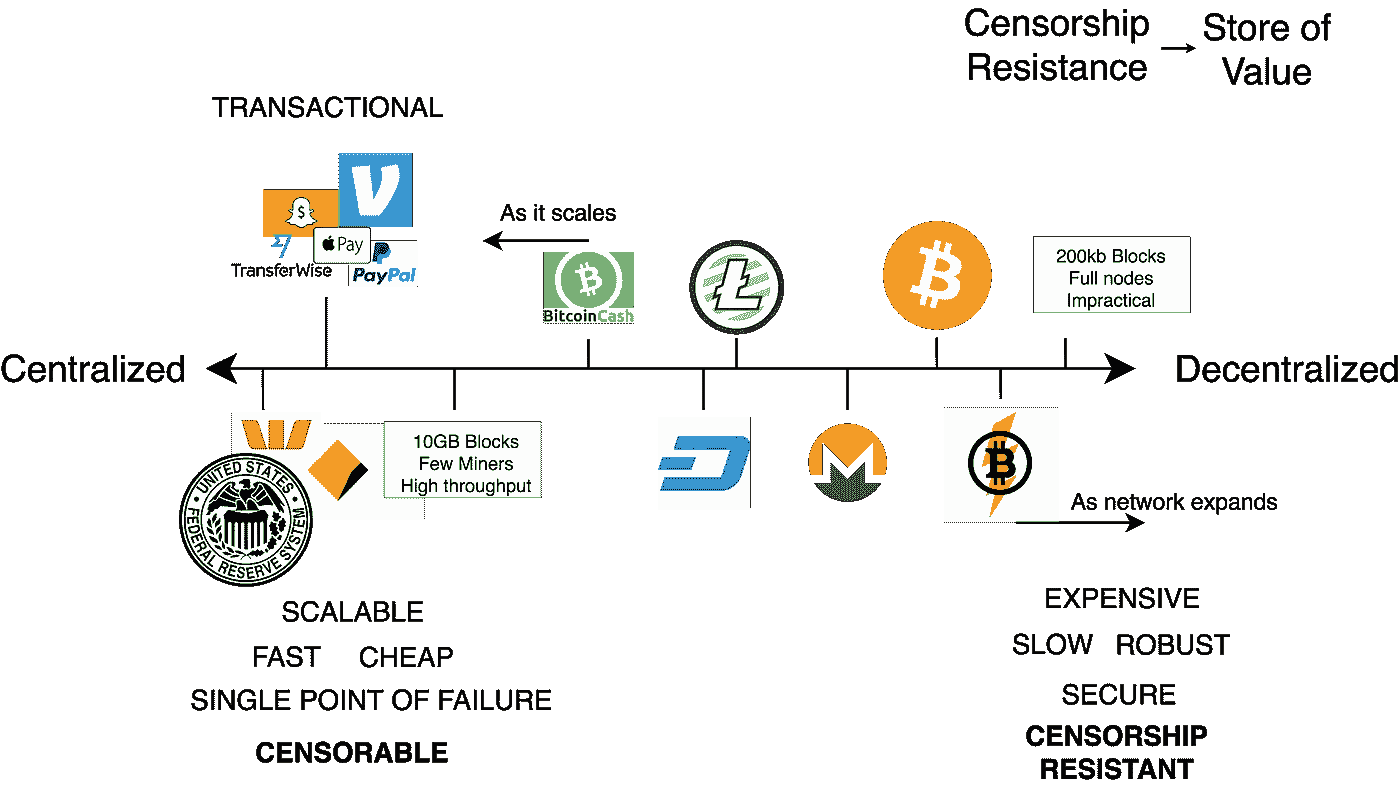 Censorship
Resistance
Store of
Value
TRANSACTIONAL
V
$
Pay
TransferWise
PayPal
As it scales
BitcoinCash
200kb Blocks
Full nodes
Impractical
Centralized
Decentralized
10GB Blocks
Few Miners
High throughput
UNITED STATES
FEDERAL RESERVE SYSTEM
As network expands
SCALABLE
FAST CHEAP
SINGLE POINT OF FAILURE
CENSORABLE
EXPENSIVE
SLOW ROBUST
SECURE
CENSORSHIP
RESISTANT